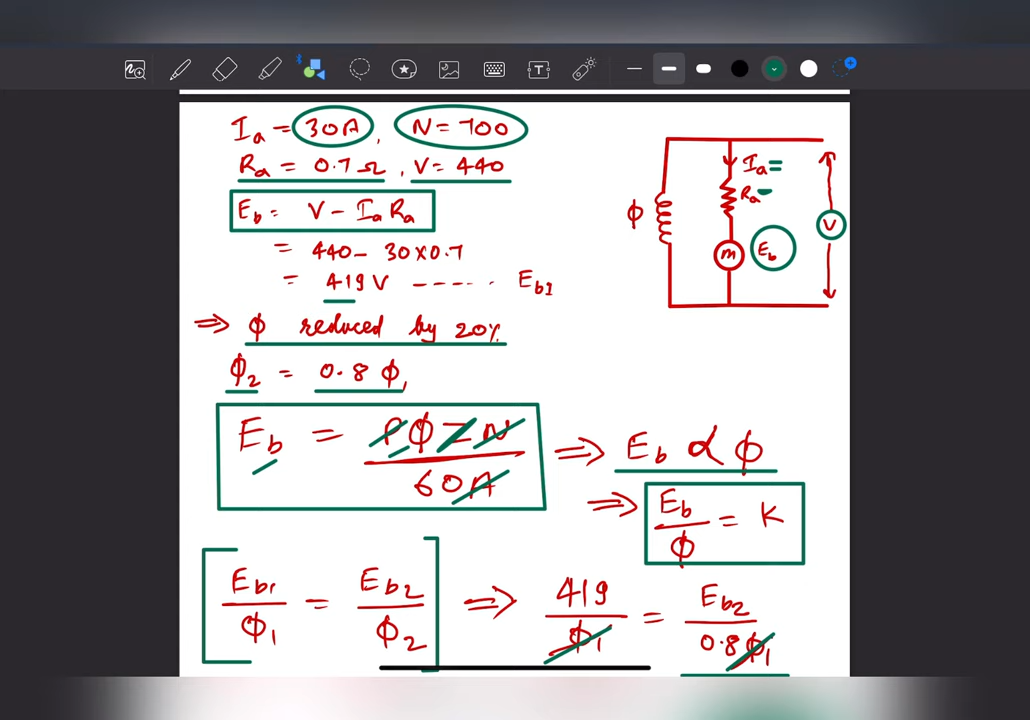 Ia = 30A, N = 700
Ra = 0.7 Ω, V = 440
Eb = V - Ia Ra
= 440 - 30 x 0.7
= 419 V ------ Eb1
⇒ ϕ reduced by 20%
ϕ2 = 0.8 ϕ1
Eb = PϕZN / 60A ⇒ Eb ∝ ϕ
⇒ Eb / ϕ = K
Eb1 / ϕ1 = Eb2 / ϕ2 ⇒ 419 / ϕ1 = Eb2 / 0.8ϕ1
Ia =
Ra
ϕ
m
Eb
V
T